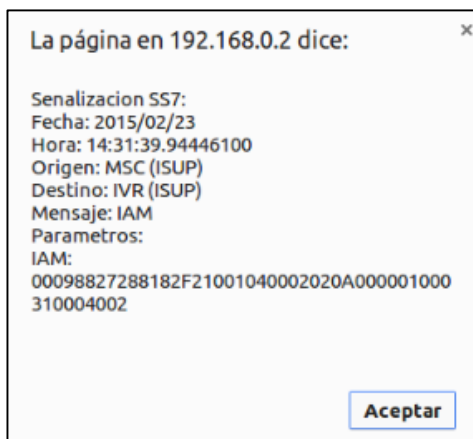 La página en 192.168.0.2 dice:
×
Senalizacion SS7:
Fecha: 2015/02/23
Hora: 14:31:39.94446100
Origen: MSC (ISUP)
Destino: IVR (ISUP)
Mensaje: IAM
Parametros:
IAM:
00098827288182F21001040002020A000001000
310004002
Aceptar